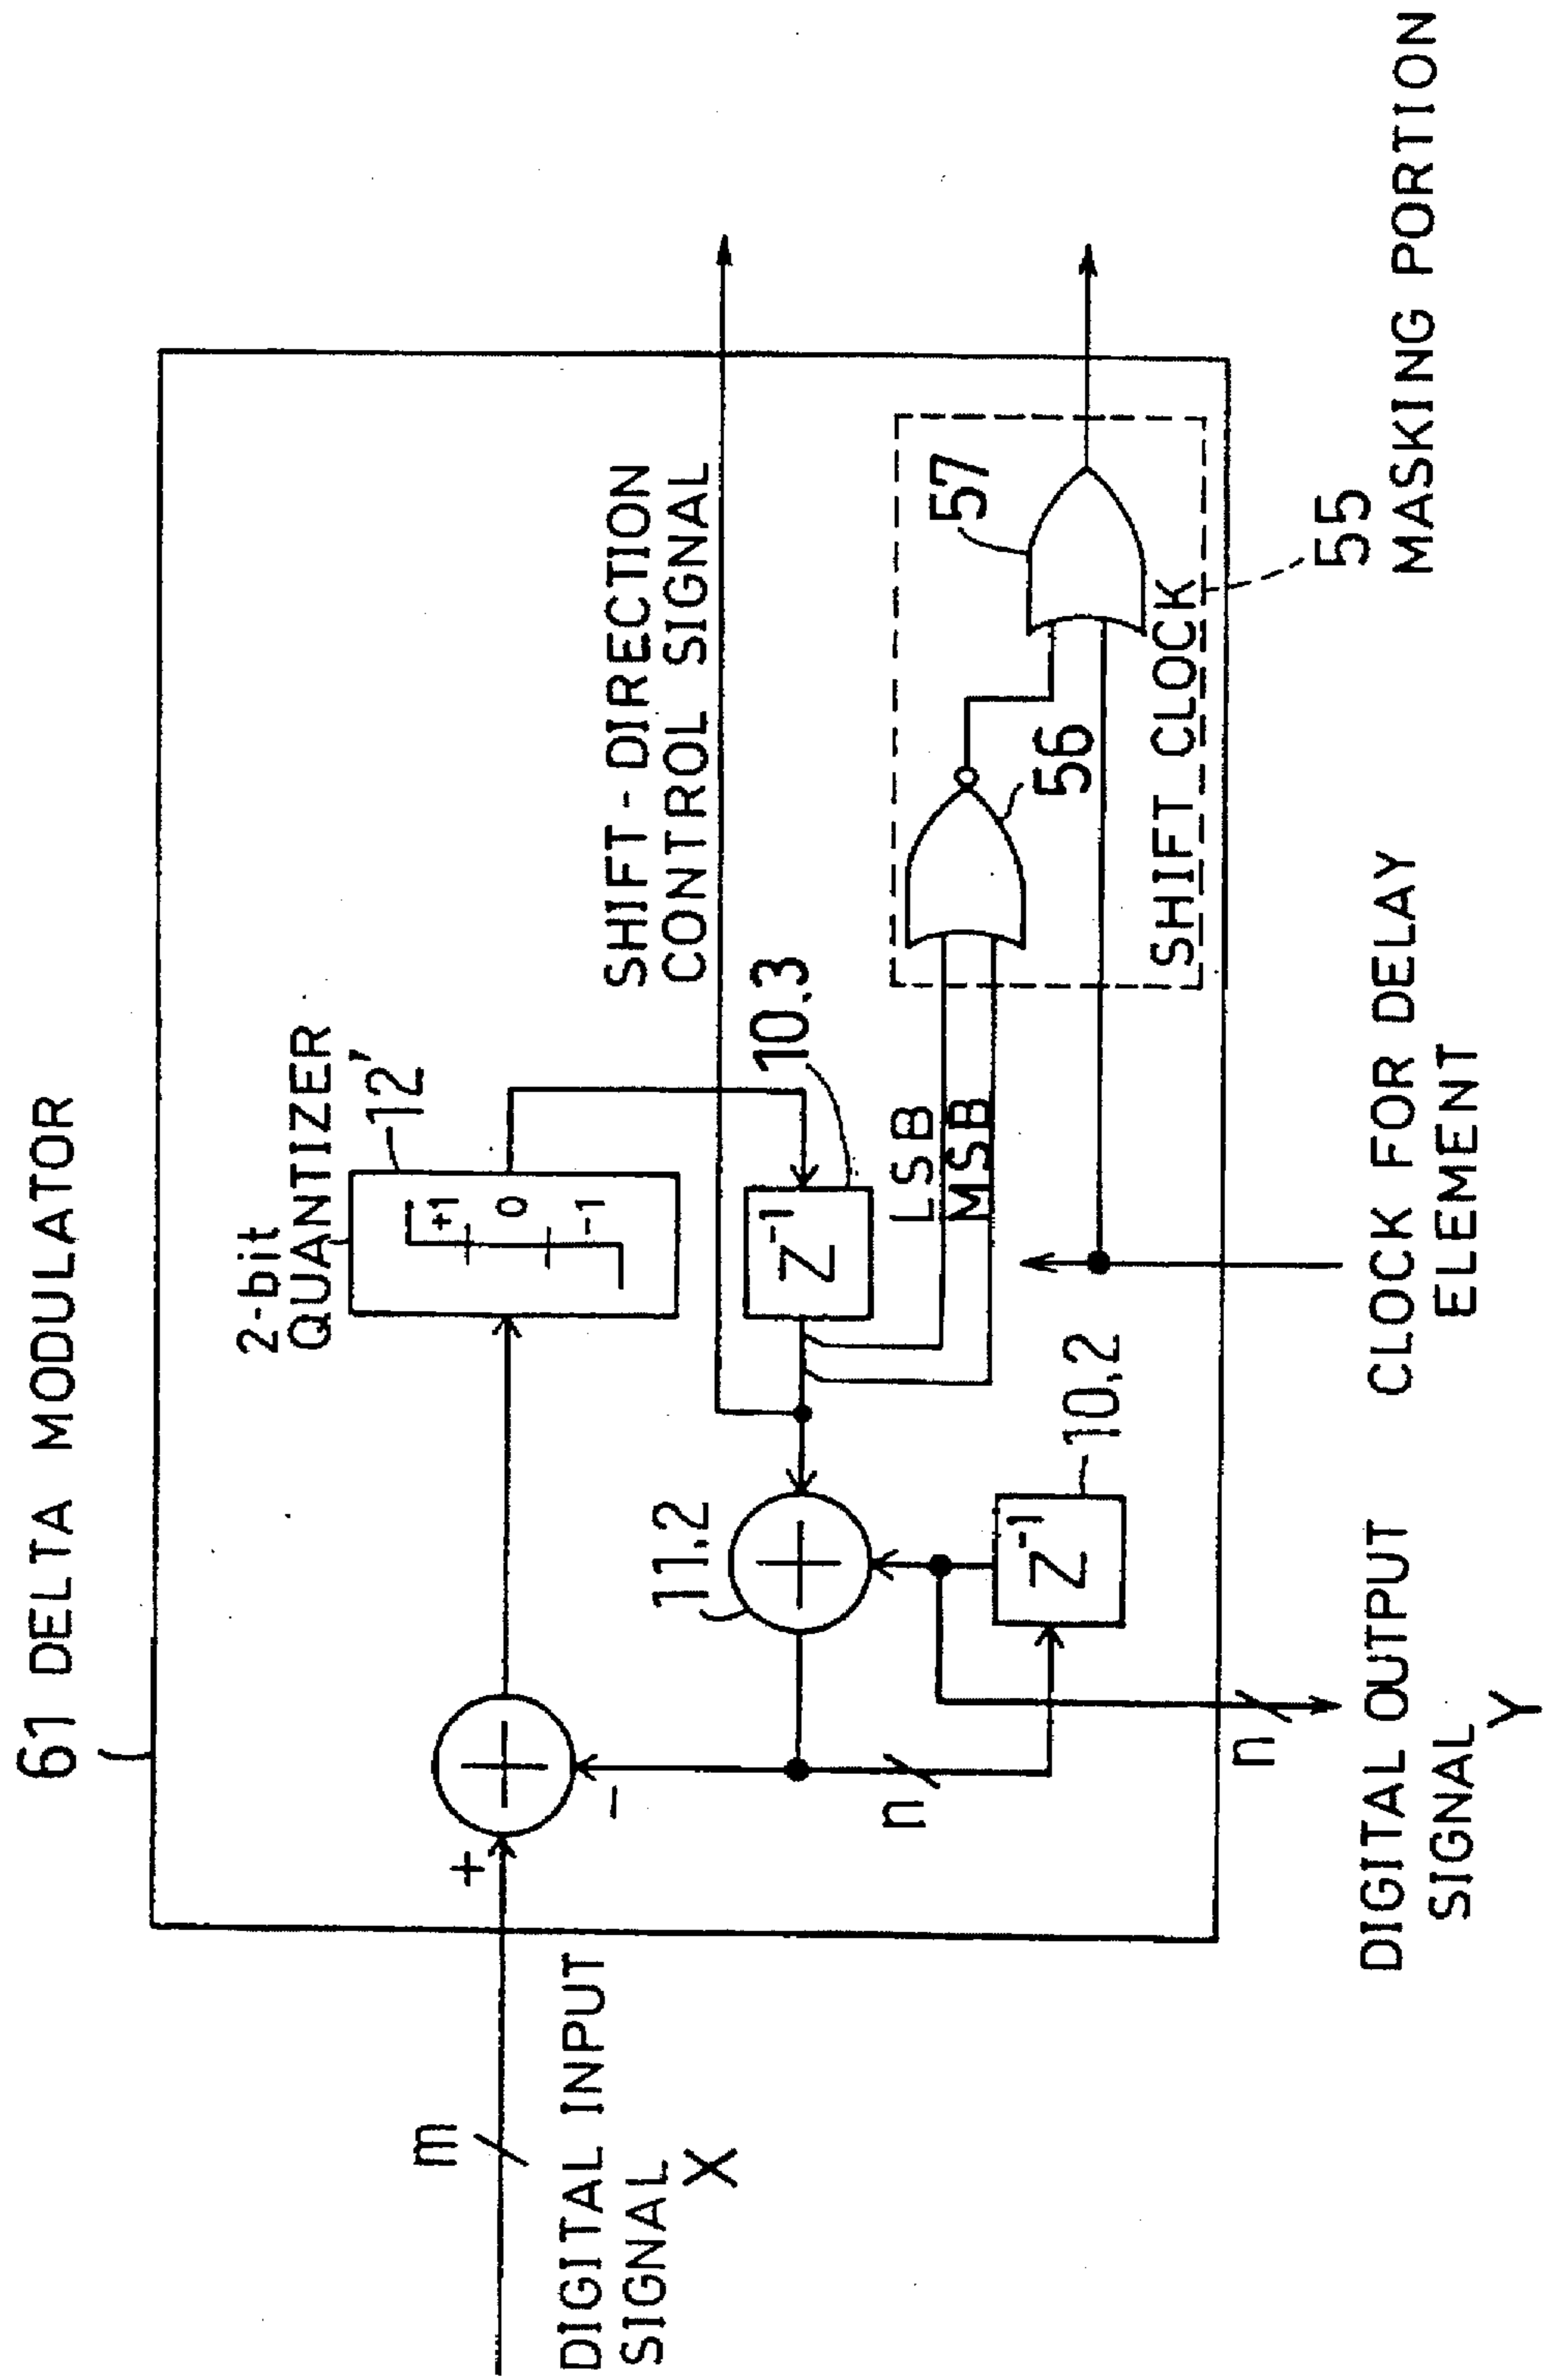 61 DELTA MODULATOR
2-bit
QUANTIZER
12'
+1
0
-1
+
-
m
DIGITAL INPUT
SIGNAL
X
SHIFT-DIRECTION
CONTROL SIGNAL
11.2
10.3
Z⁻¹
n
10.2
Z⁻¹
LSB
MSB
56
57
SHIFT CLOCK
n
DIGITAL OUTPUT
SIGNAL Y
CLOCK FOR DELAY
ELEMENT
55
MASKING PORTION